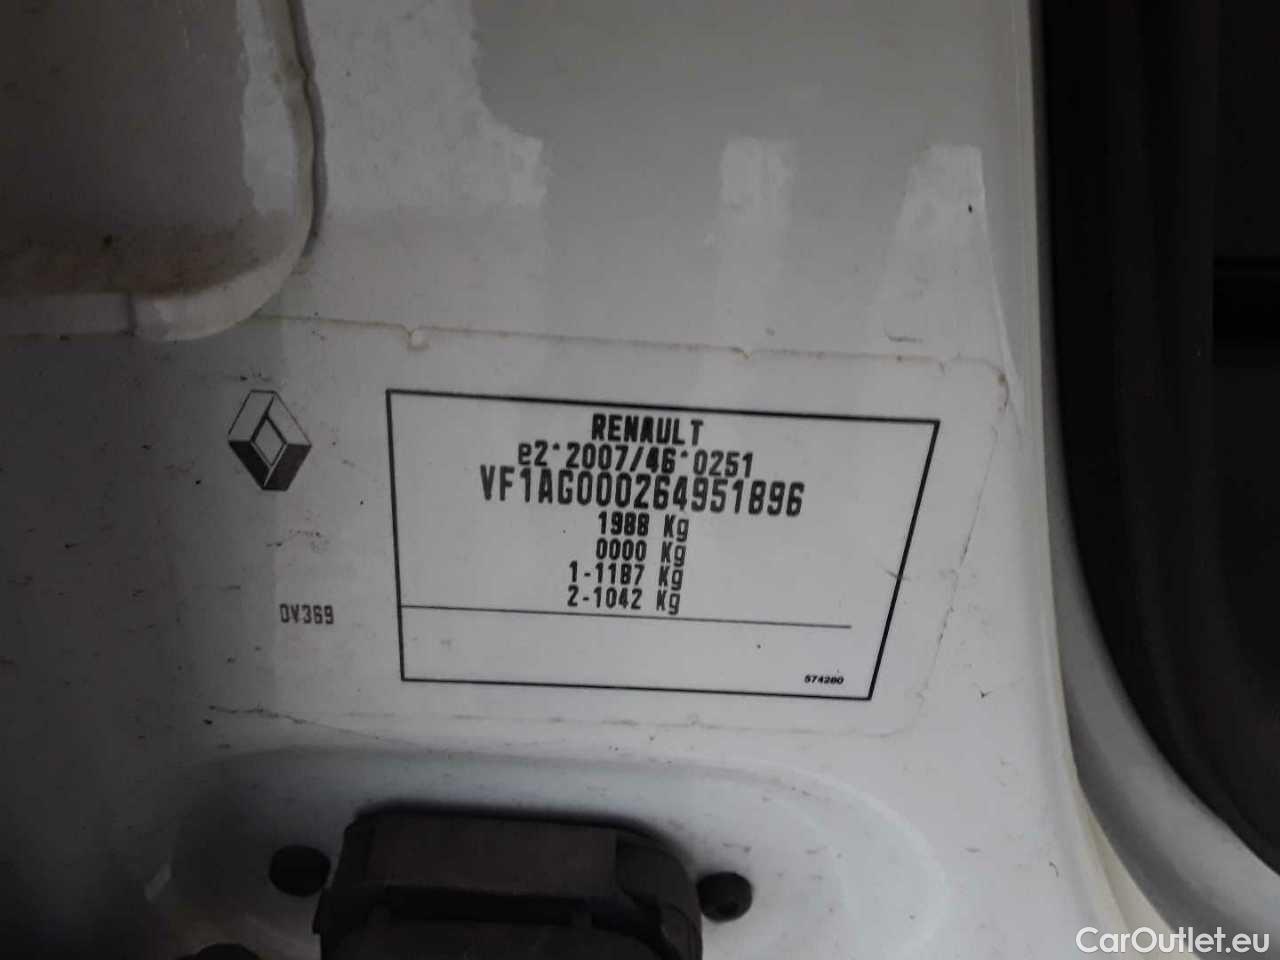 RENAULT
e2*2007/46*0251
VF1AG000264951896
1988 Kg
0000 Kg
1-1187 Kg
2-1042 Kg
0V369
574280
CarOutlet.eu